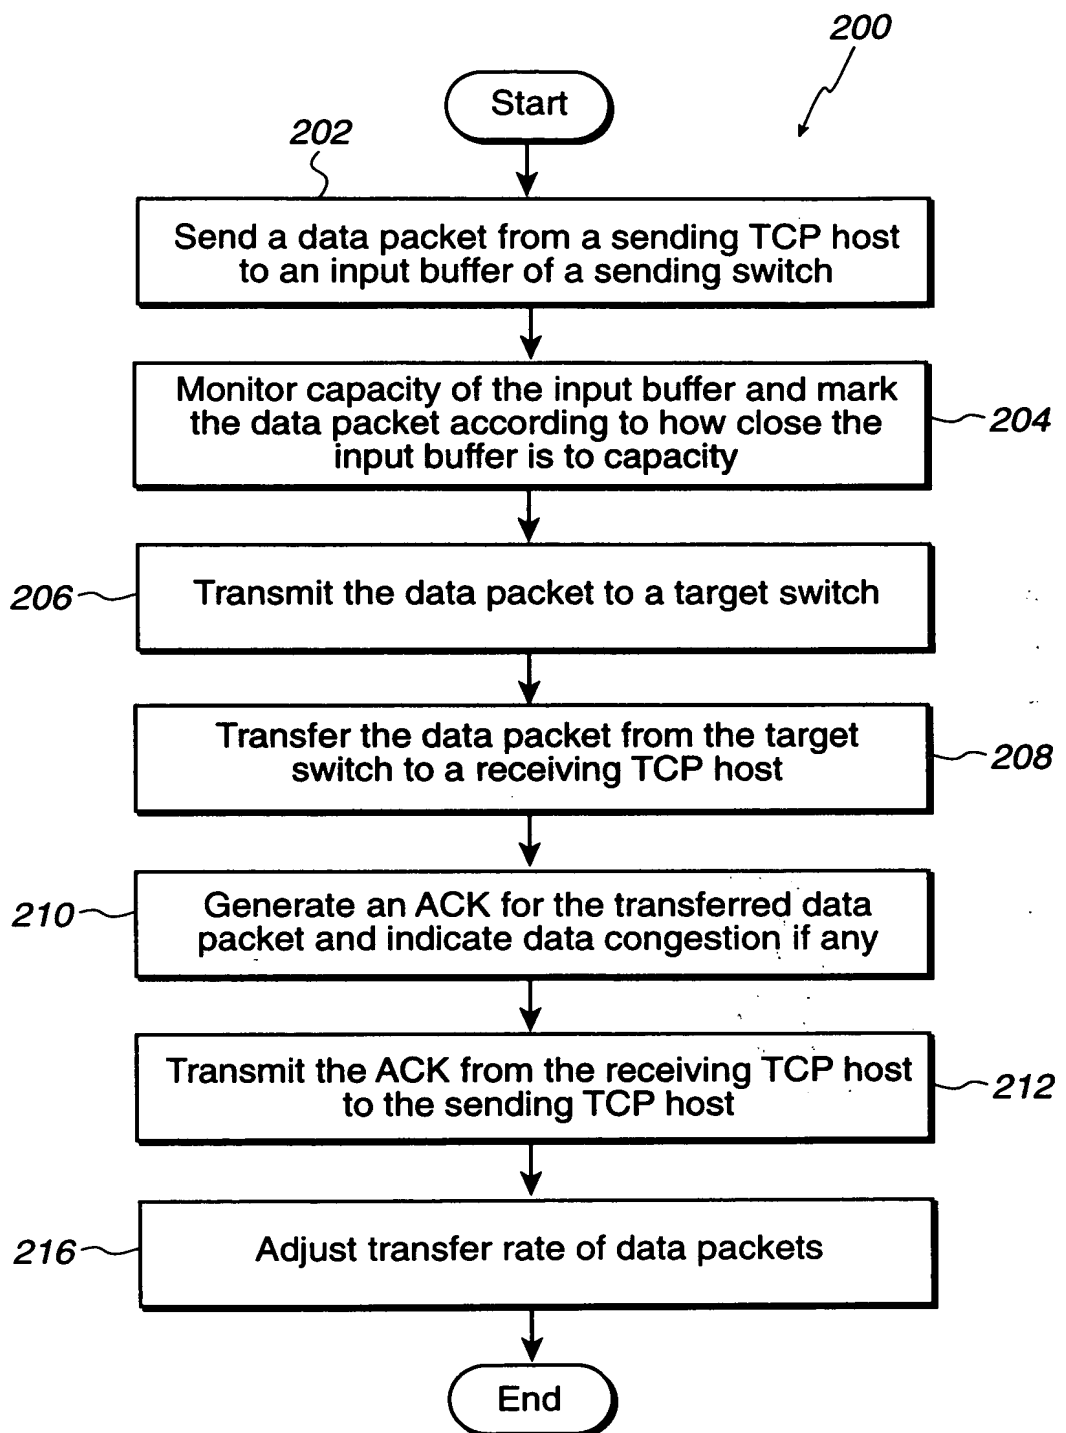 200
Start
202
Send a data packet from a sending TCP host
to an input buffer of a sending switch
Monitor capacity of the input buffer and mark
the data packet according to how close the
input buffer is to capacity
204
206
Transmit the data packet to a target switch
Transfer the data packet from the target
switch to a receiving TCP host
208
210
Generate an ACK for the transferred data
packet and indicate data congestion if any
Transmit the ACK from the receiving TCP host
to the sending TCP host
212
216
Adjust transfer rate of data packets
End